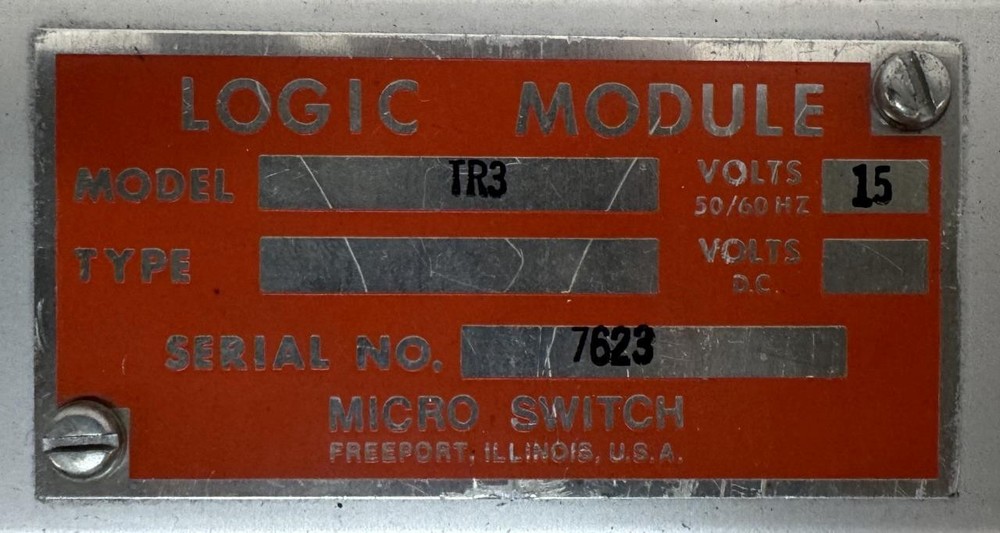 LOGIC MODULE
MODEL TR3 VOLTS 15
50/60 HZ
TYPE VOLTS
D.C.
SERIAL NO. 7623
MICRO SWITCH
FREEPORT, ILLINOIS, U.S.A.